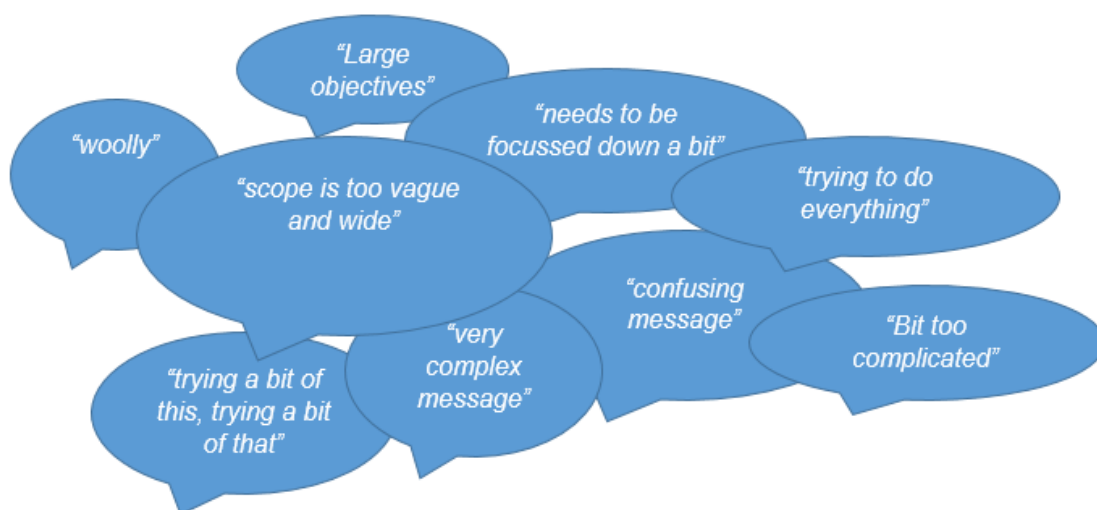 “Large
objectives”
“needs to be
focussed down a bit”
“woolly”
“scope is too vague
and wide”
“trying to do
everything”
“confusing
message”
“Bit too
complicated”
“very
complex
message”
“trying a bit of
this, trying a bit
of that”